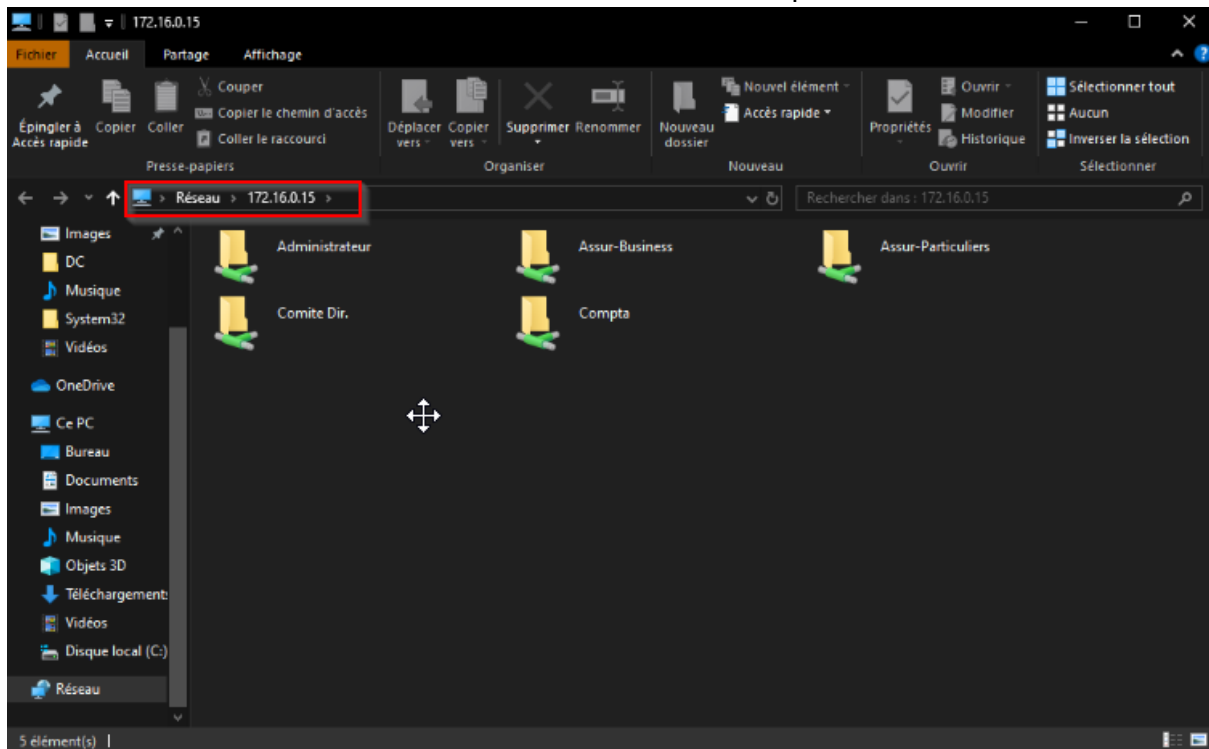 172.16.0.15
Fichier Accueil Partage Affichage
Épingler à Accès rapide
Copier
Coller
Couper
Copier le chemin d'accès
Coller le raccourci
Déplacer vers
Copier vers
Supprimer
Renommer
Nouveau dossier
Nouvel élément
Accès rapide
Propriétés
Ouvrir
Modifier
Historique
Sélectionner tout
Aucun
Inverser la sélection
Presse-papiers Organiser Nouveau Ouvrir Sélectionner
Réseau > 172.16.0.15 >
Rechercher dans : 172.16.0.15
Images
DC
Musique
System32
Vidéos
OneDrive
Ce PC
Bureau
Documents
Images
Musique
Objets 3D
Téléchargement
Vidéos
Disque local (C:)
Réseau
Administrateur
Assur-Business
Assur-Particuliers
Comite Dir.
Compta
5 élément(s)